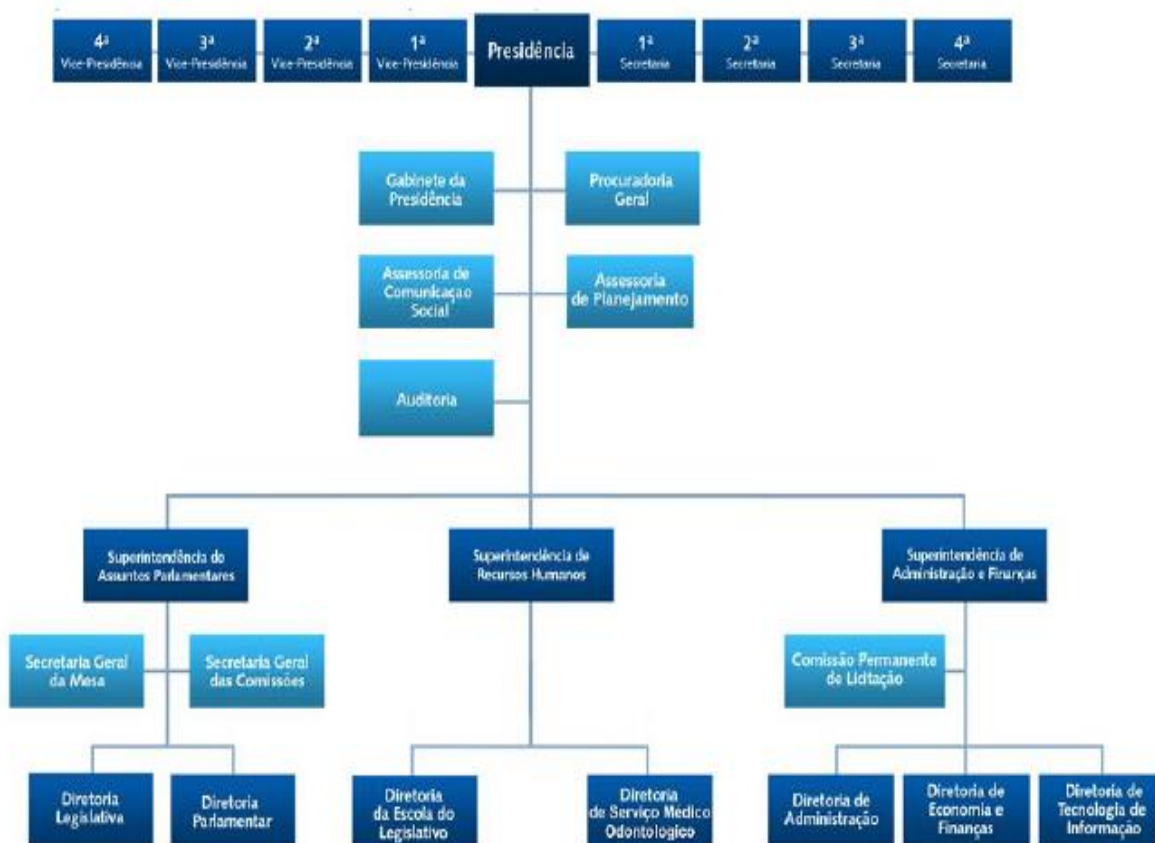 4ª
Vice-Presidência
3ª
Vice-Presidência
2ª
Vice-Presidência
1ª
Vice-Presidência
Presidência
1ª
Secretaria
2ª
Secretaria
3ª
Secretaria
4ª
Secretaria
Gabinete da
Presidência
Procuradoria
Geral
Assessoria de
Comunicaçao
Social
Assessoria
de Planejamento
Auditoria
Superintendência de
Assuntos Parlamentares
Superintendência de
Recursos Humanos
Superintendência de
Administração e Finanças
Secretaria Geral
da Mesa
Secretaria Geral
das Comissões
Comissão Permanente
de Licitação
Diretoria
Legislativa
Diretoria
Parlamentar
Diretoria
da Escola do
Legislativo
Diretoria
de Serviço Medico
Odontologico
Diretoria de
Administração
Diretoria de
Economia e
Finanças
Diretoria de
Tecnologia de
Informação